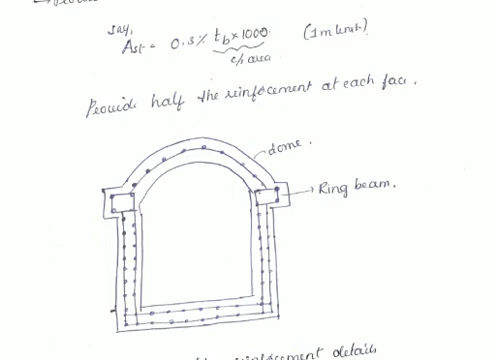 say,
Ast = 0.3% tb × 1000 (1m width)
c/s area
Provide half the reinforcement at each face.
dome.
Ring beam.
reinforcement details